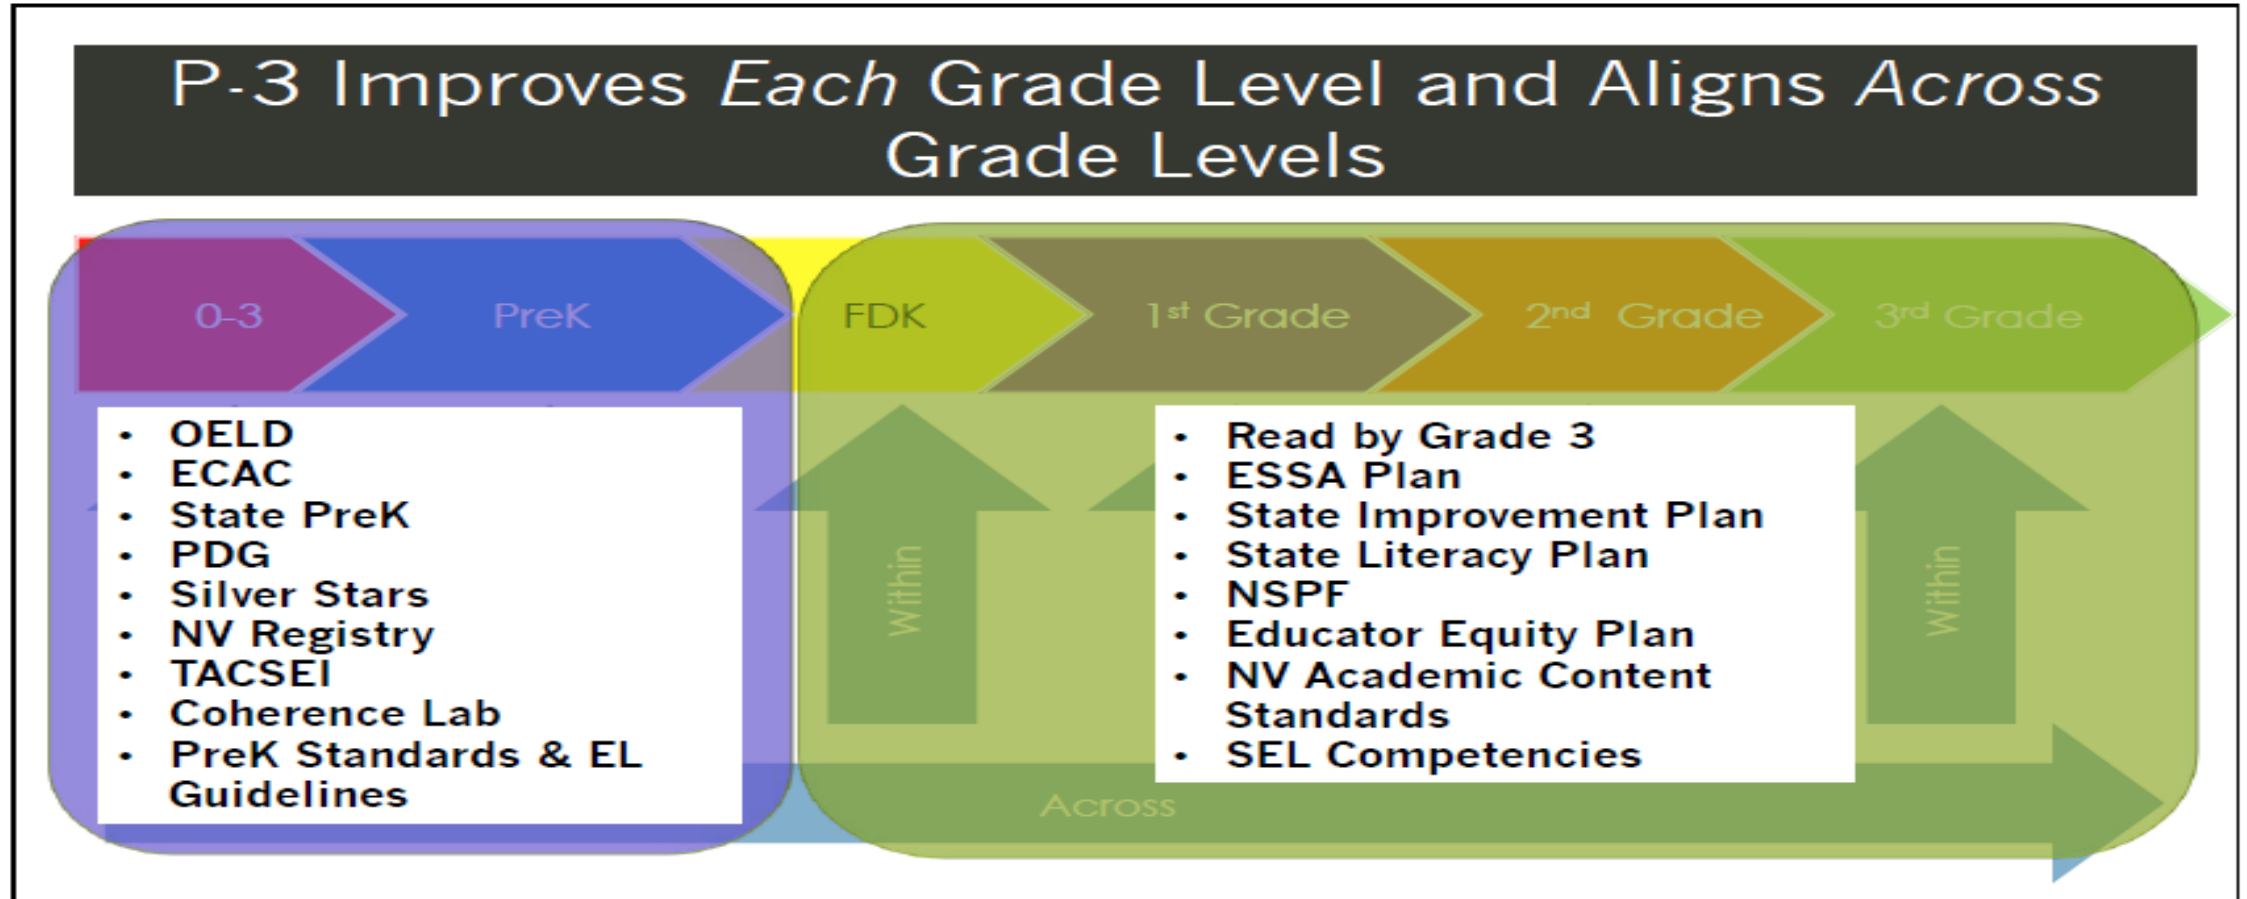 P-3 Improves Each Grade Level and Aligns Across
Grade Levels
0-3
PreK
FDK
1st Grade
2nd Grade
3rd Grade
• OELD
• ECAC
• State PreK
• PDG
• Silver Stars
• NV Registry
• TACSEI
• Coherence Lab
• PreK Standards & EL
Guidelines
Within
• Read by Grade 3
• ESSA Plan
• State Improvement Plan
• State Literacy Plan
• NSPF
• Educator Equity Plan
• NV Academic Content
Standards
• SEL Competencies
Within
Across